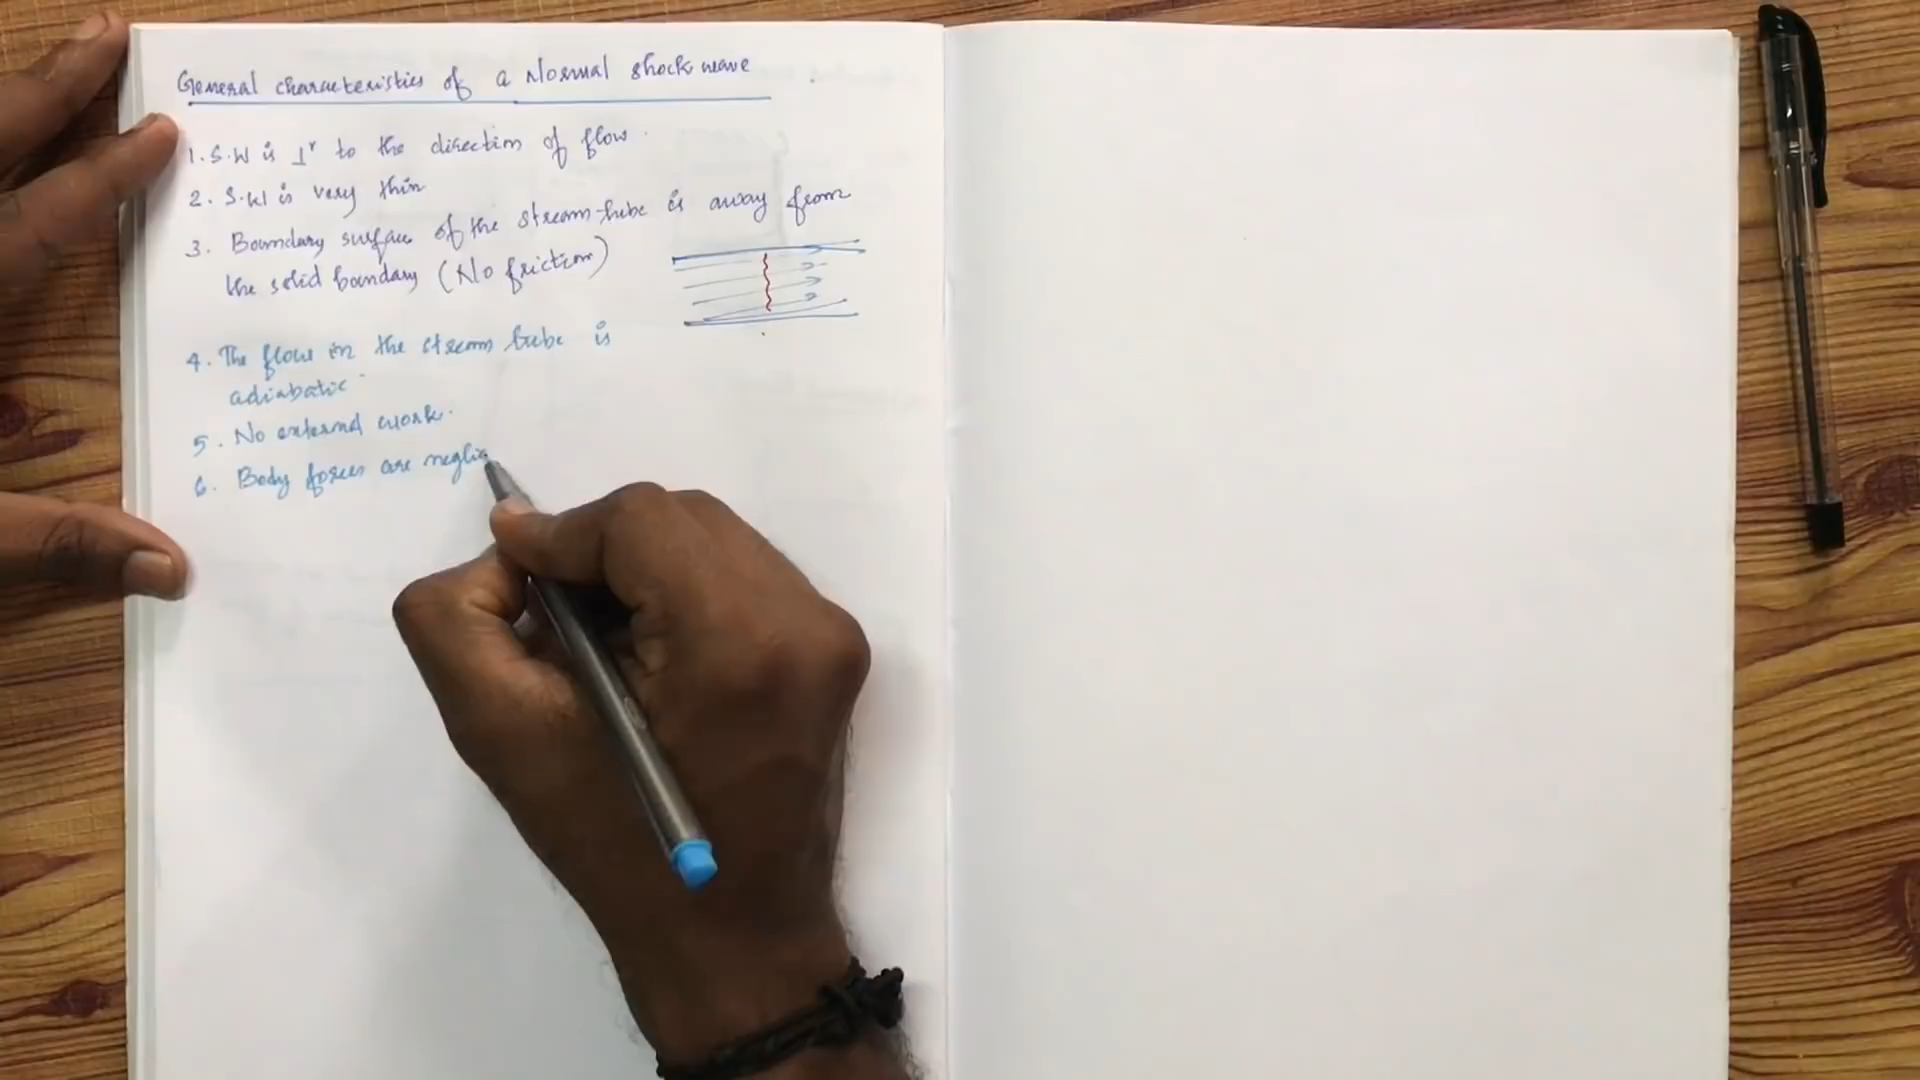 General characteristics of a Normal shock wave
1. S.W is ⊥r to the direction of flow.
2. S.W is very thin
3. Boundary surface of the stream-tube is away from
the solid boundary (No friction)
4. The flow in the stream tube is
adiabatic
5. No external work.
6. Body forces are negli